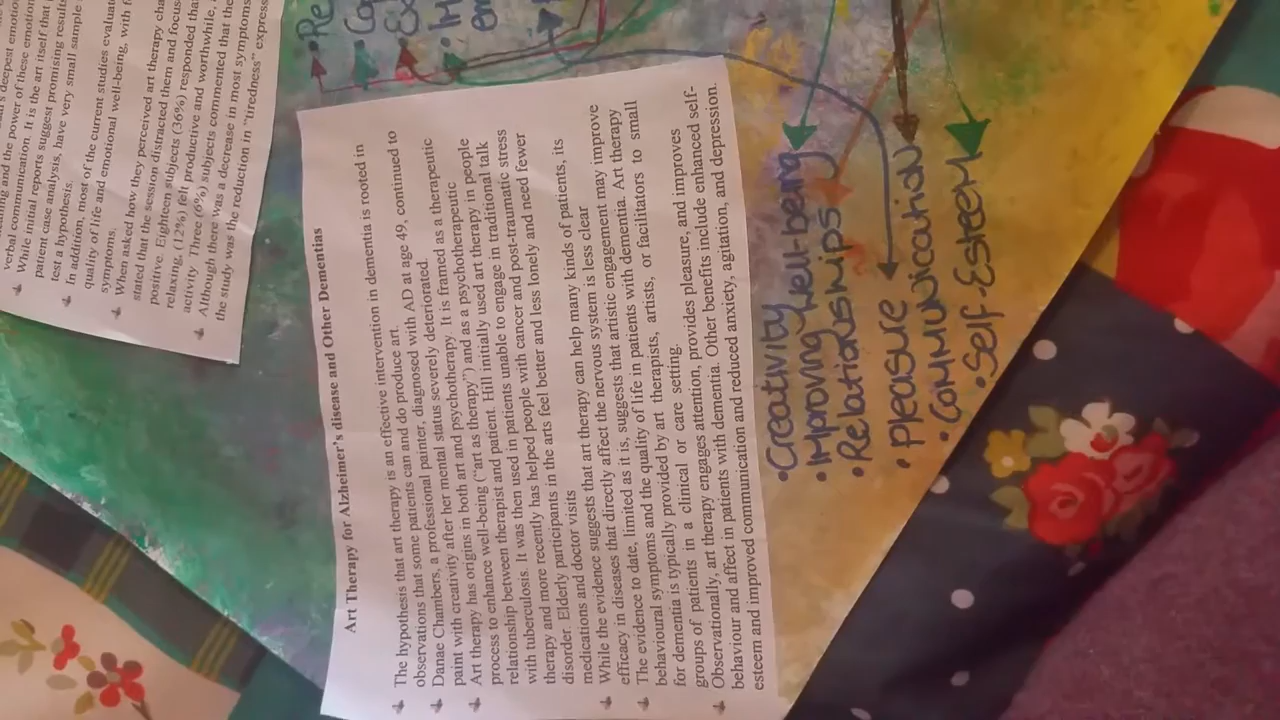 verbal communication. It is the art itself that
While initial reports suggest promising results
patient case analysis, have very small sample
test a hypothesis.
In addition, most of the current studies evaluat
quality of life and emotional well-being, with f
symptoms.
When asked how they perceived art therapy cha
stated that the session distracted them and focus
positive. Eighteen subjects (36%) responded tha
relaxing, (12%) felt productive and worthwhile,
activity Three (6%) subjects commented that the
Although there was a decrease in most symptoms
the study was the reduction in "tiredness" express
Art Therapy for Alzheimer's disease and Other Dementias
The hypothesis that art therapy is an effective intervention in dementia is rooted in
observations that some patients can and do produce art.
Danae Chambers, a professional painter, diagnosed with AD at age 49, continued to
paint with creativity after her mental status severely deteriorated.
Art therapy has origins in both art and psychotherapy. It is framed as a therapeutic
process to enhance well-being ("art as therapy") and as a psychotherapeutic
relationship between therapist and patient. Hill initially used art therapy in people
with tuberculosis. It was then used in patients unable to engage in traditional talk
therapy and more recently has helped people with cancer and post-traumatic stress
disorder. Elderly participants in the arts feel better and less lonely and need fewer
medications and doctor visits
While the evidence suggests that art therapy can help many kinds of patients, its
efficacy in diseases that directly affect the nervous system is less clear
The evidence to date, limited as it is, suggests that artistic engagement may improve
behavioural symptoms and the quality of life in patients with dementia. Art therapy
for dementia is typically provided by art therapists, artists, or facilitators to small
groups of patients in a clinical or care setting.
Observationally, art therapy engages attention, provides pleasure, and improves
behaviour and affect in patients with dementia. Other benefits include enhanced self-
esteem and improved communication and reduced anxiety, agitation, and depression.
•Creativity
•Improving Well-being
•Relationships
•Pleasure
•Communication
•Self-Esteem